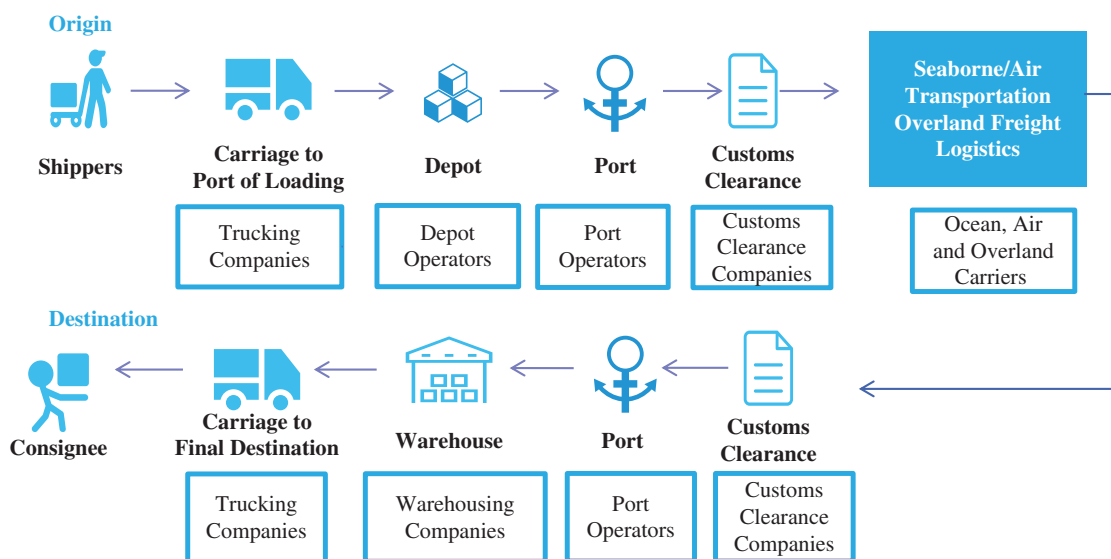 Origin
Seaborne/Air
Transportation
Overland Freight
Logistics
Shippers
Carriage to
Port of Loading
Depot
Port
Customs
Clearance
Trucking
Companies
Depot
Operators
Port
Operators
Customs
Clearance
Companies
Ocean, Air
and Overland
Carriers
Destination
Consignee
Carriage to
Final Destination
Warehouse
Port
Customs
Clearance
Trucking
Companies
Warehousing
Companies
Port
Operators
Customs
Clearance
Companies